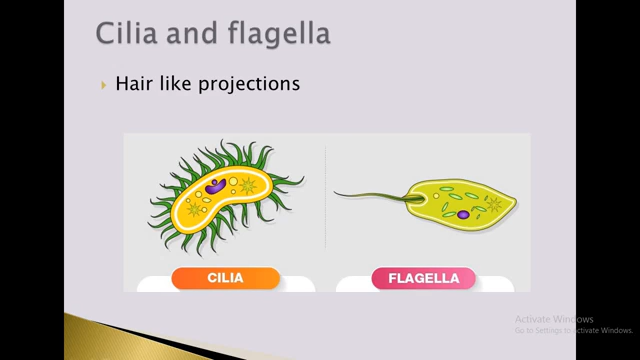 Cilia and flagella
Hair like projections
CILIA
FLAGELLA
Activate Windows
Go to Settings to Activate Windows.